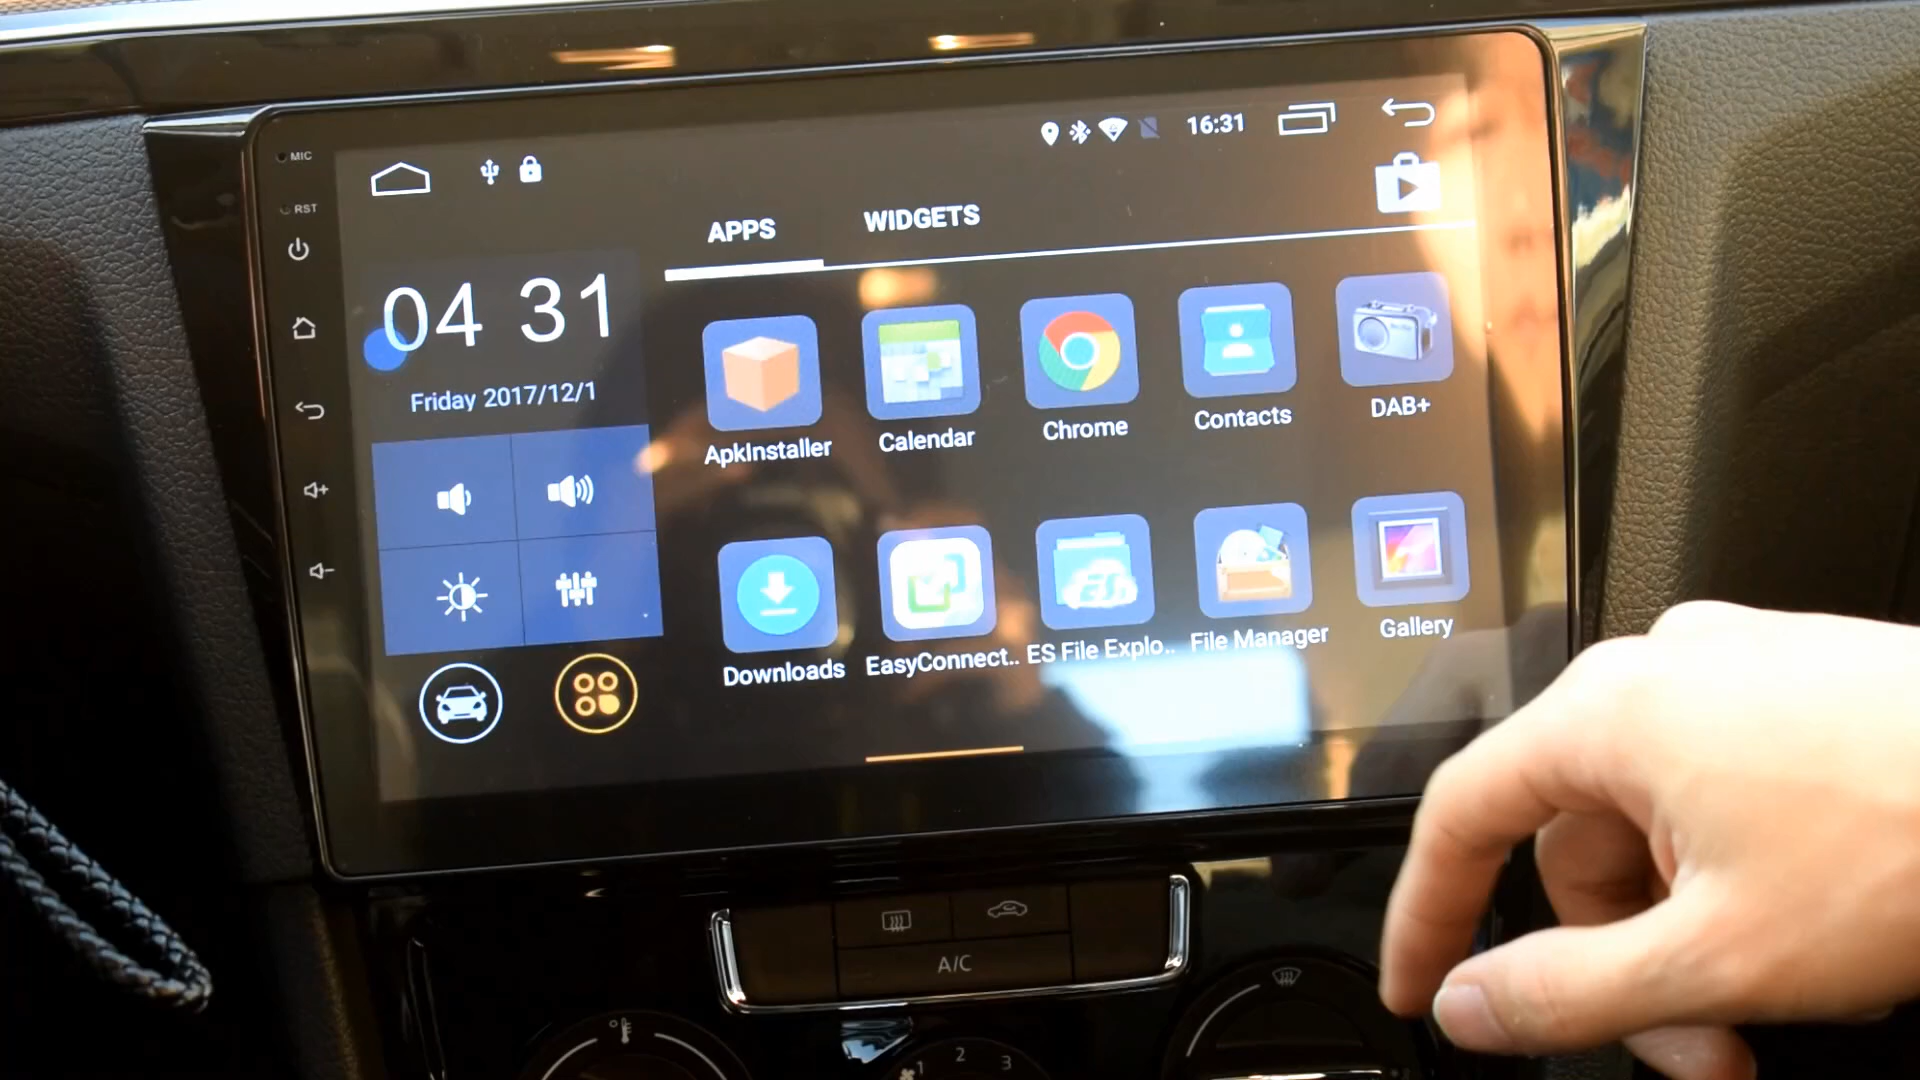 MIC
RST
16:31
APPS
WIDGETS
04 31
Friday 2017/12/1
ApkInstaller
Calendar
Chrome
Contacts
DAB+
Downloads
EasyConnect..
ES File Explo..
File Manager
Gallery
A/C
1
2
3